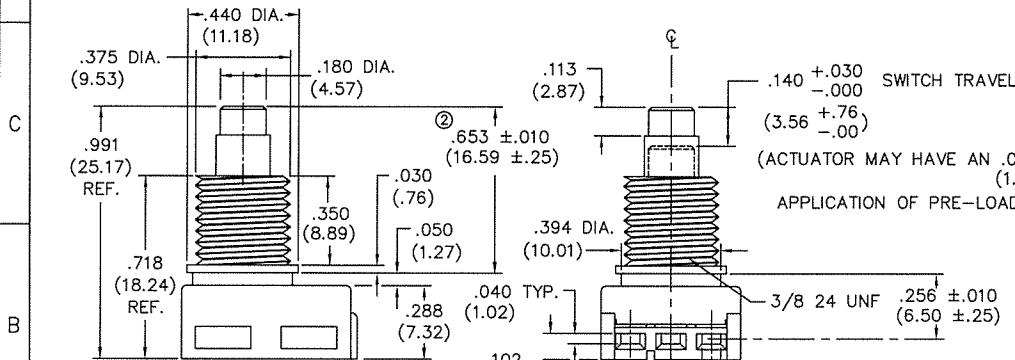 .440 DIA.
(11.18)
.375 DIA.
(9.53)
.180 DIA.
(4.57)
C
.991
(25.17)
REF.
②
.653 ±.010
(16.59 ±.25)
.030
(.76)
.350
(8.89)
.050
(1.27)
.718
(18.24)
REF.
.288
(7.32)
B
℄
.113
(2.87)
.140 +.030 SWITCH TRAVEL
-.000
(3.56 +.76
-.00)
(ACTUATOR MAY HAVE AN .0
(1.
APPLICATION OF PRE-LOAD
.394 DIA.
(10.01)
.040 TYP.
(1.02)
3/8 24 UNF
.256 ±.010
(6.50 ±.25)
.102